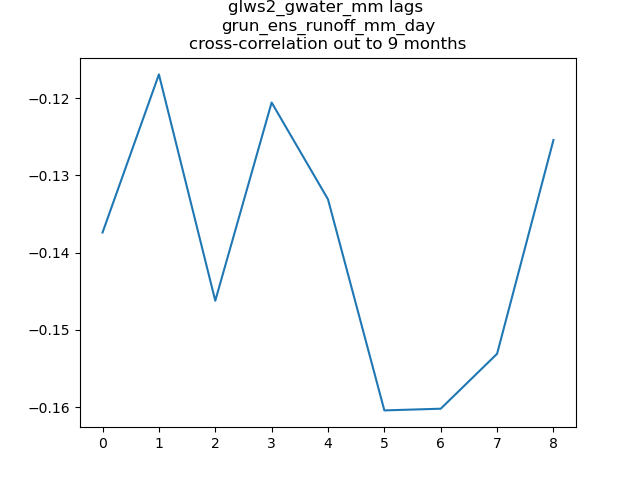 glws2_gwater_mm lags
grun_ens_runoff_mm_day
cross-correlation out to 9 months
−0.12
−0.13
−0.14
−0.15
−0.16
0 1 2 3 4 5 6 7 8